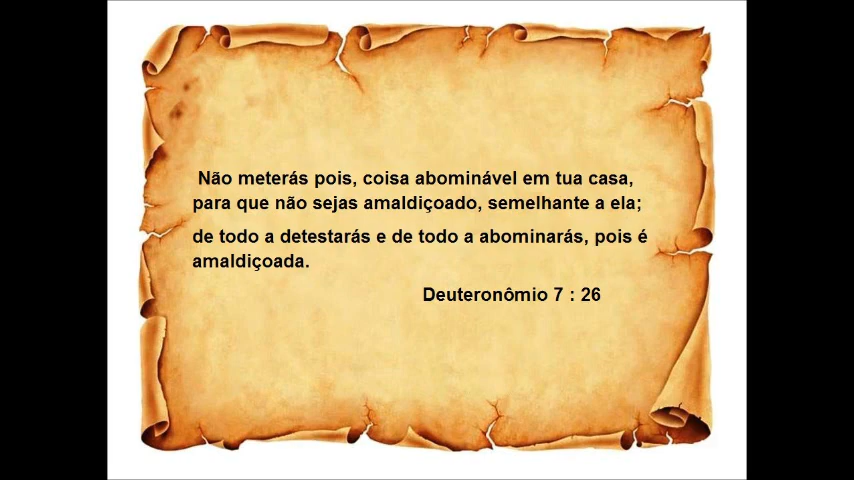 Não meterás pois, coisa abominável em tua casa,
para que não sejas amaldiçoado, semelhante a ela;
de todo a detestarás e de todo a abominarás, pois é
amaldiçoada.
Deuteronômio 7 : 26